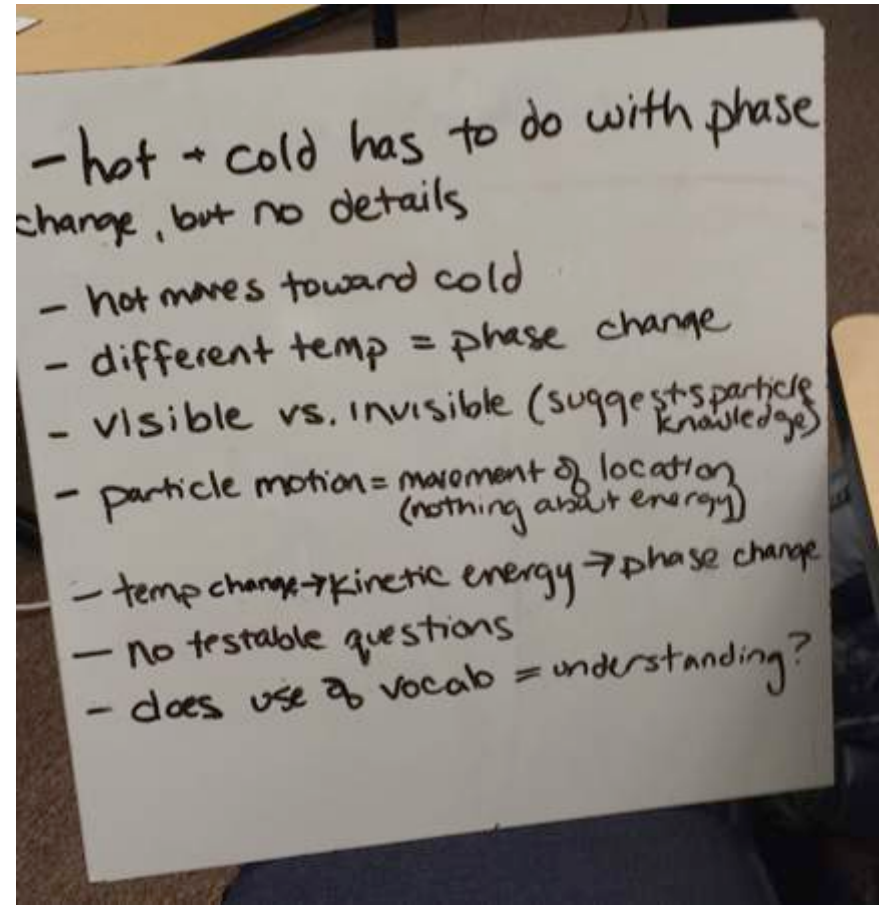 - hot + cold has to do with phase
change, but no details
- hot moves toward cold
- different temp = phase change
- visible vs. invisible (suggests particle
knowledge)
- particle motion = movement of location
(nothing about energy)
- temp change → kinetic energy → phase change
- no testable questions
- does use of vocab = understanding?